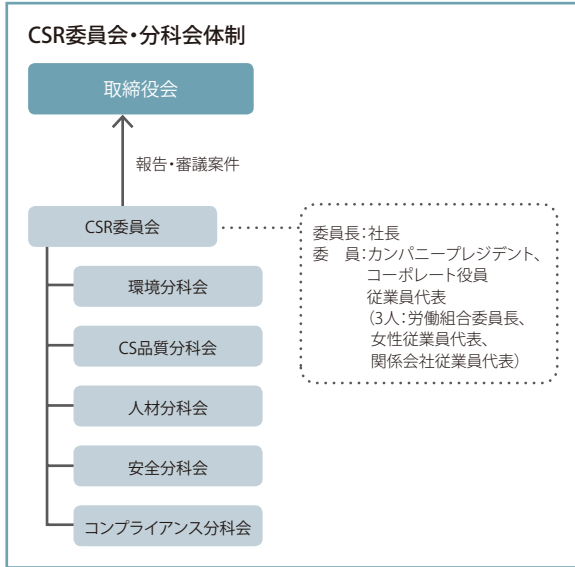 CSR委員会・分科会体制
取締役会
報告・審議案件
CSR委員会
委員長：社長
委　員：カンパニープレジデント、
コーポレート役員
従業員代表
（3人：労働組合委員長、
女性従業員代表、
関係会社従業員代表）
環境分科会
CS品質分科会
人材分科会
安全分科会
コンプライアンス分科会